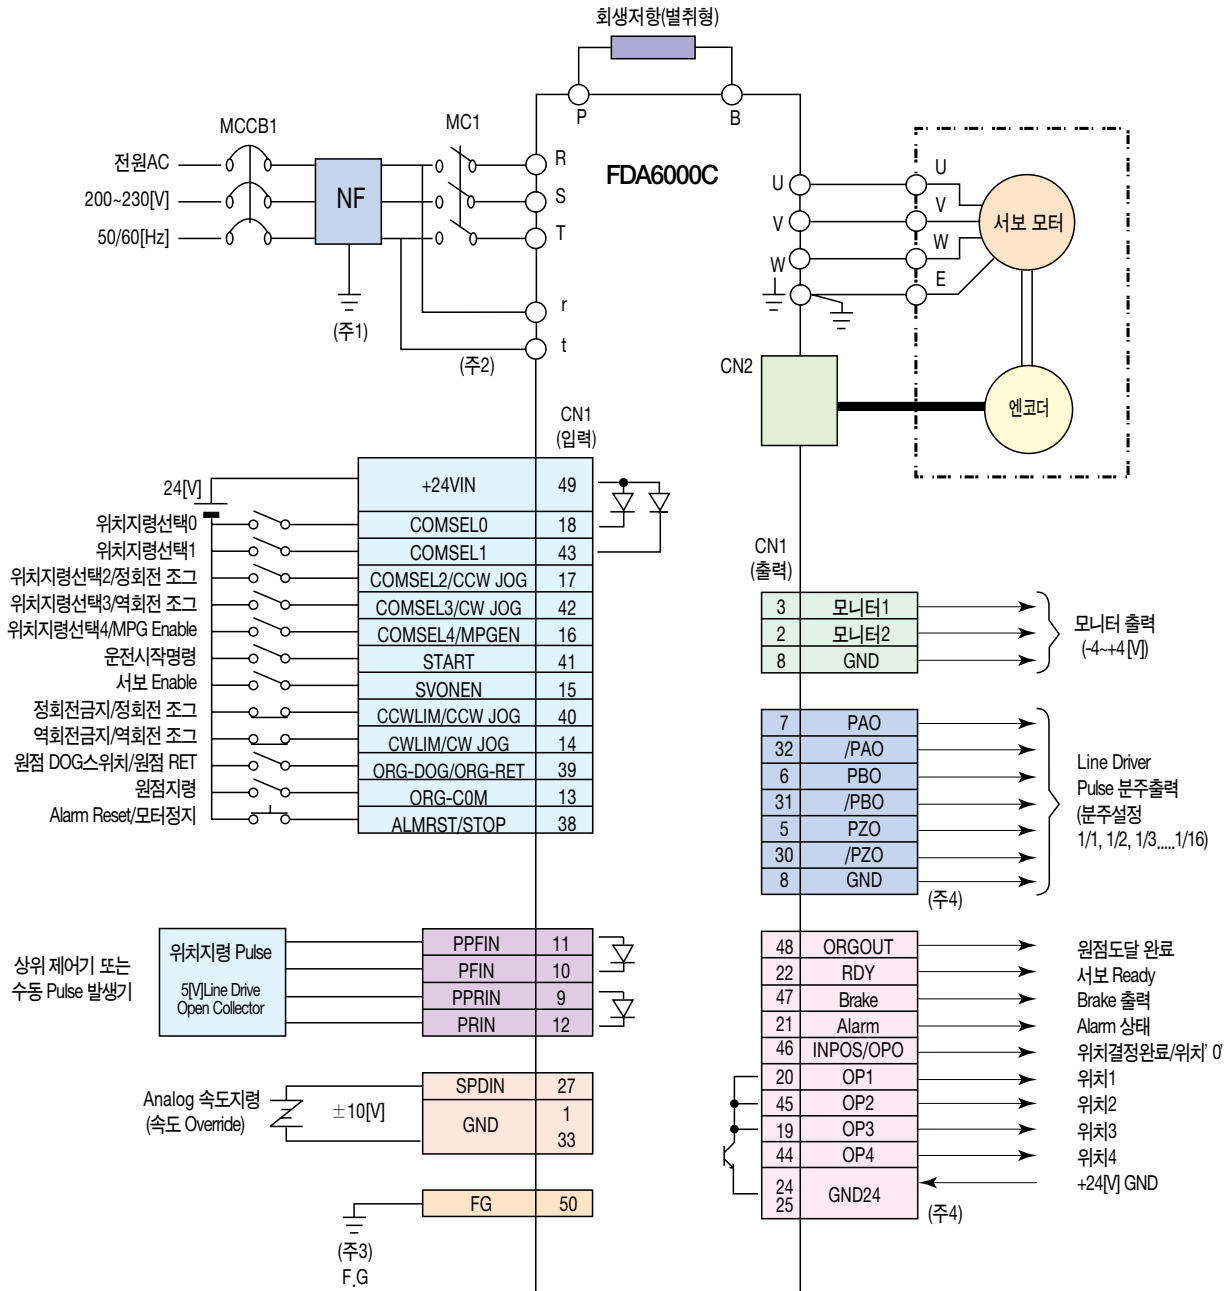 회생저항(별취형)
P
B
MCCB1
MC1
전원AC
200~230[V]
50/60[Hz]
NF
R
S
T
r
t
(주1)
(주2)
FDA6000C
U
V
W
U
V
W
E
서보 모터
엔코더
CN2
CN1
(입력)
24[V]
+24VIN 49
위치지령선택0 COMSEL0 18
위치지령선택1 COMSEL1 43
위치지령선택2/정회전 조그 COMSEL2/CCW JOG 17
위치지령선택3/역회전 조그 COMSEL3/CW JOG 42
위치지령선택4/MPG Enable COMSEL4/MPGEN 16
운전시작명령 START 41
서보 Enable SVONEN 15
정회전금지/정회전 조그 CCWLIM/CCW JOG 40
역회전금지/역회전 조그 CWLIM/CW JOG 14
원점 DOG스위치/원점 RET ORG-DOG/ORG-RET 39
원점지령 ORG-C0M 13
Alarm Reset/모터정지 ALMRST/STOP 38
상위 제어기 또는
수동 Pulse 발생기
위치지령 Pulse
5[V]Line Drive
Open Collector
PPFIN 11
PFIN 10
PPRIN 9
PRIN 12
Analog 속도지령
(속도 Override)
±10[V]
SPDIN 27
GND 1
33
FG 50
(주3)
F.G
CN1
(출력)
3 모니터1
2 모니터2
8 GND
모니터 출력
(-4~+4[V])
7 PAO
32 /PAO
6 PBO
31 /PBO
5 PZO
30 /PZO
8 GND
(주4)
Line Driver
Pulse 분주출력
(분주설정
1/1, 1/2, 1/3.....1/16)
48 ORGOUT 원점도달 완료
22 RDY 서보 Ready
47 Brake Brake 출력
21 Alarm Alarm 상태
46 INPOS/OPO 위치결정완료/위치' 0'
20 OP1 위치1
45 OP2 위치2
19 OP3 위치3
44 OP4 위치4
24
25 GND24 +24[V] GND
(주4)